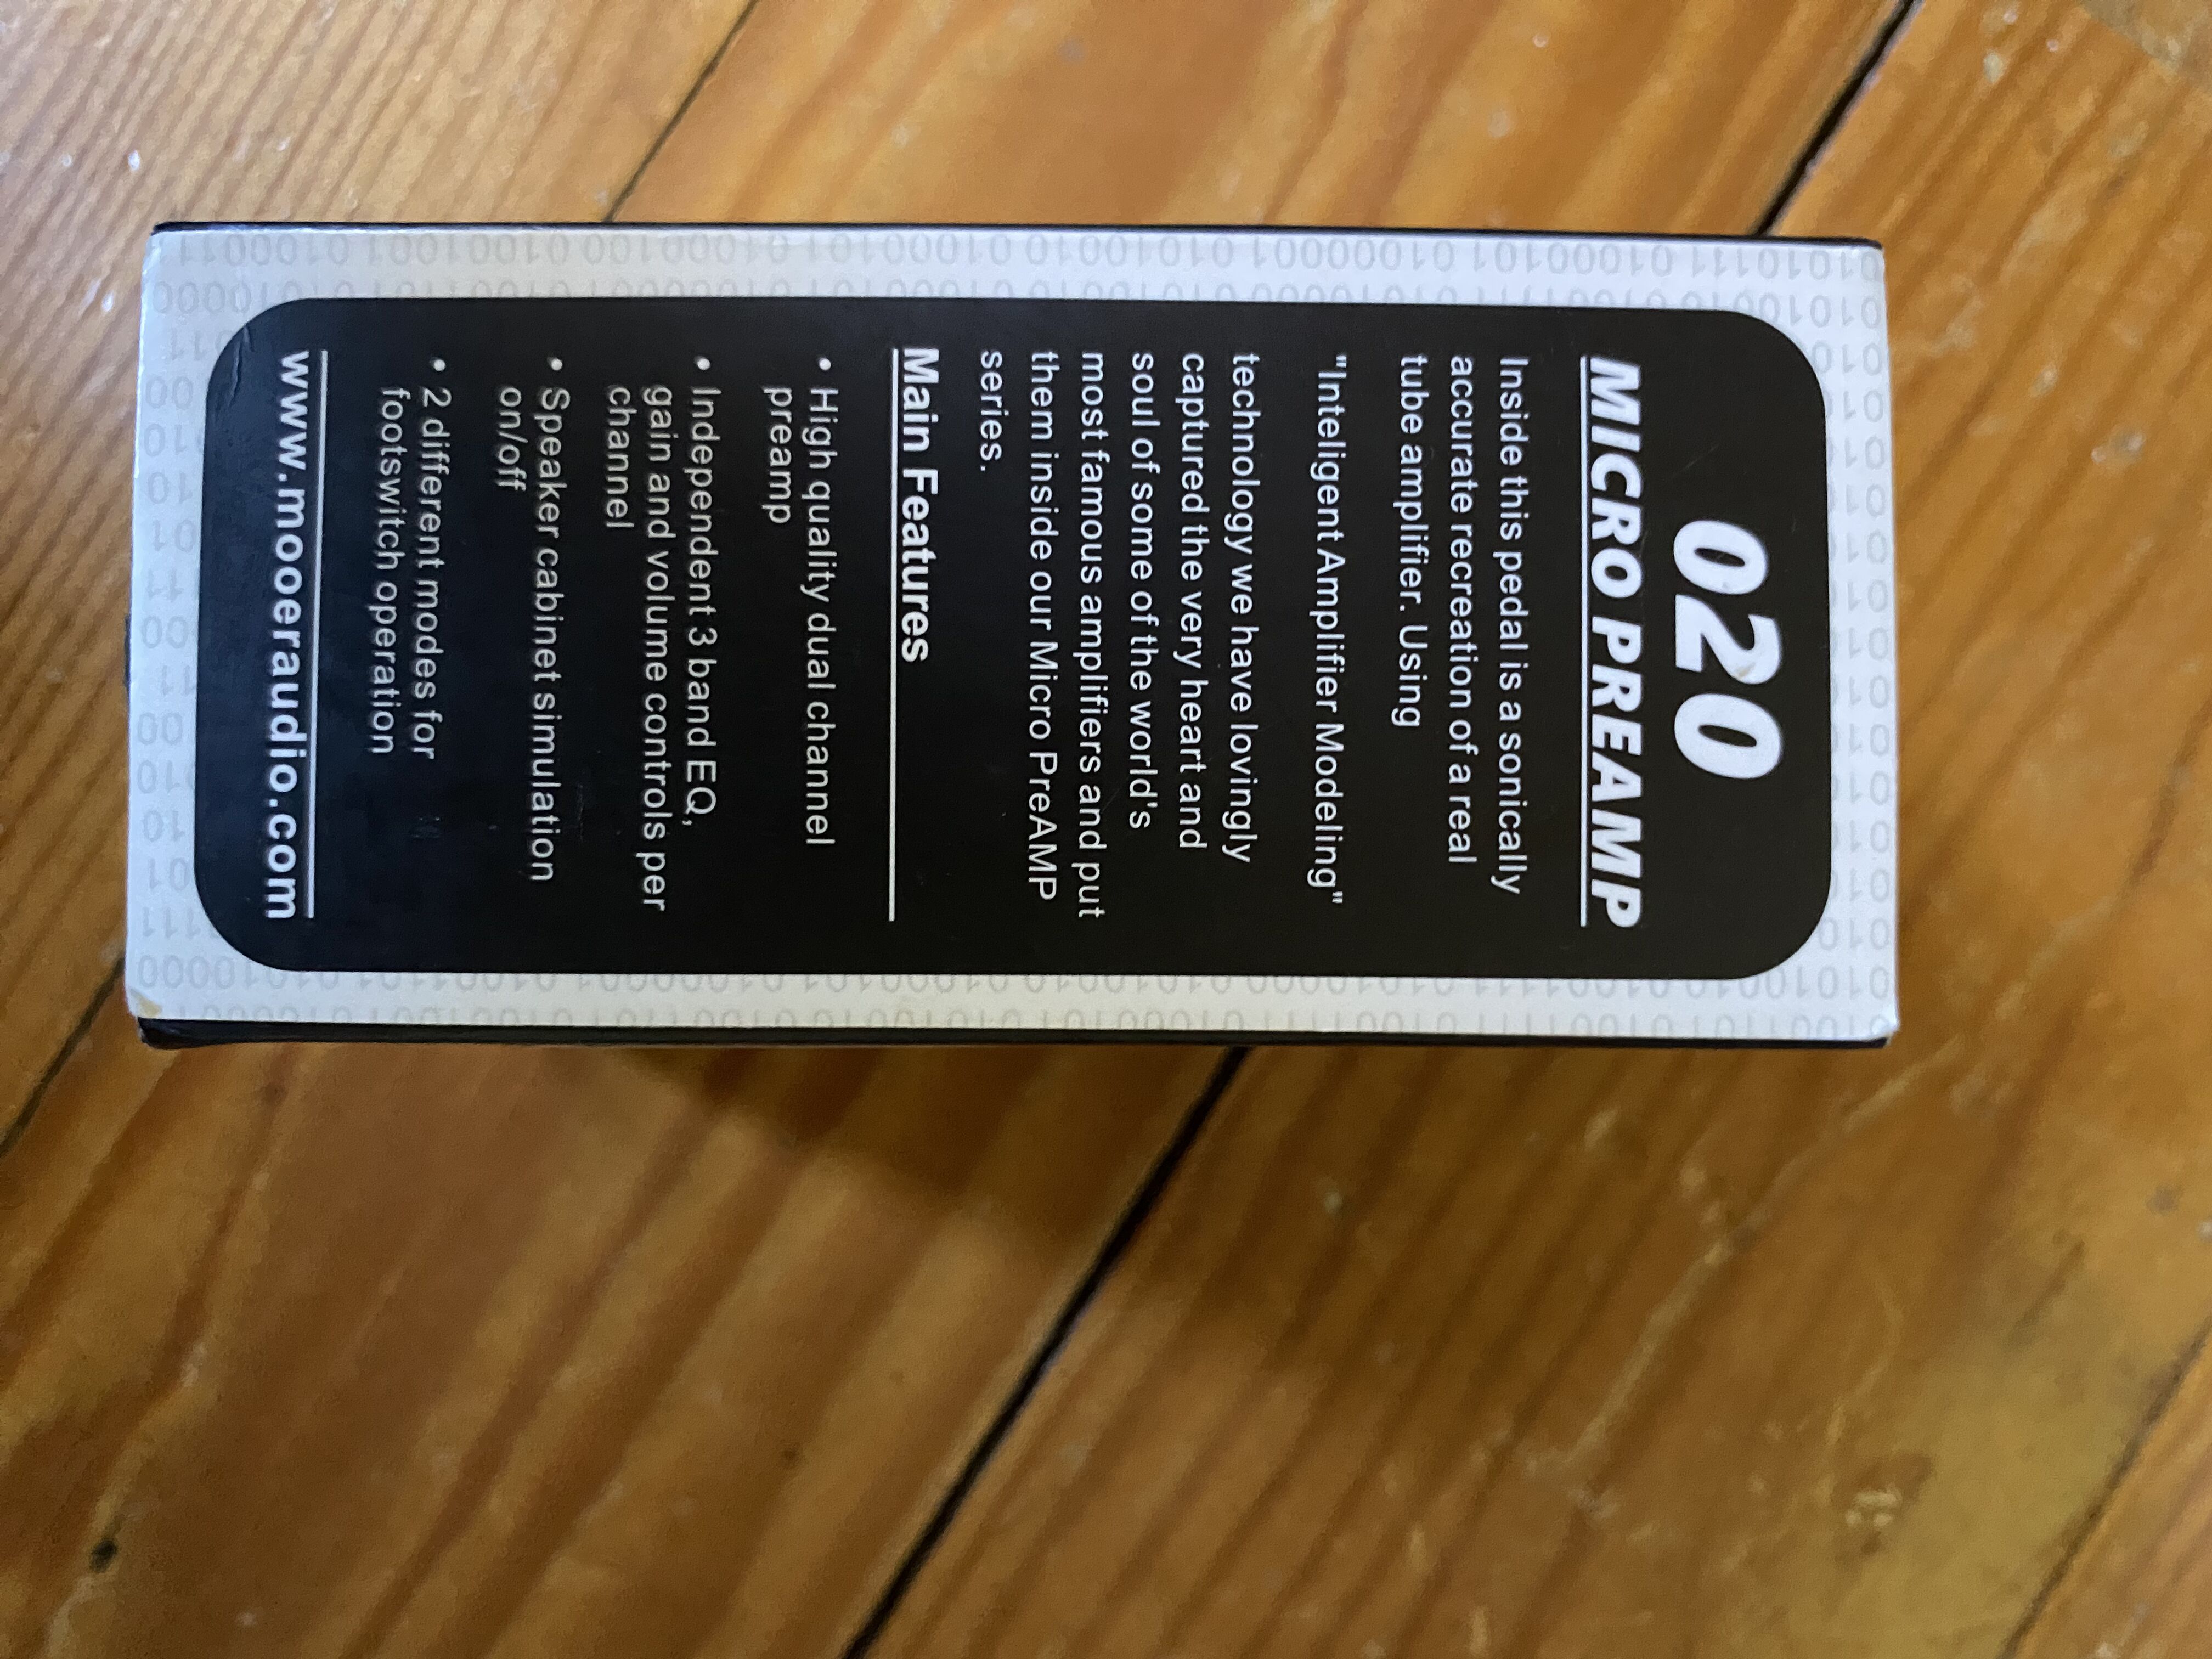 020
MICRO PREAMP
Inside this pedal is a sonically
accurate recreation of a real
tube amplifier. Using
"Inteligent Amplifier Modeling"
technology we have lovingly
captured the very heart and
soul of some of the world's
most famous amplifiers and put
them inside our Micro PreAMP
series.
Main Features
• High quality dual channel
preamp
• Independent 3 band EQ,
gain and volume controls per
channel
• Speaker cabinet simulation
on/off
• 2 different modes for
footswitch operation
www.mooeraudio.com